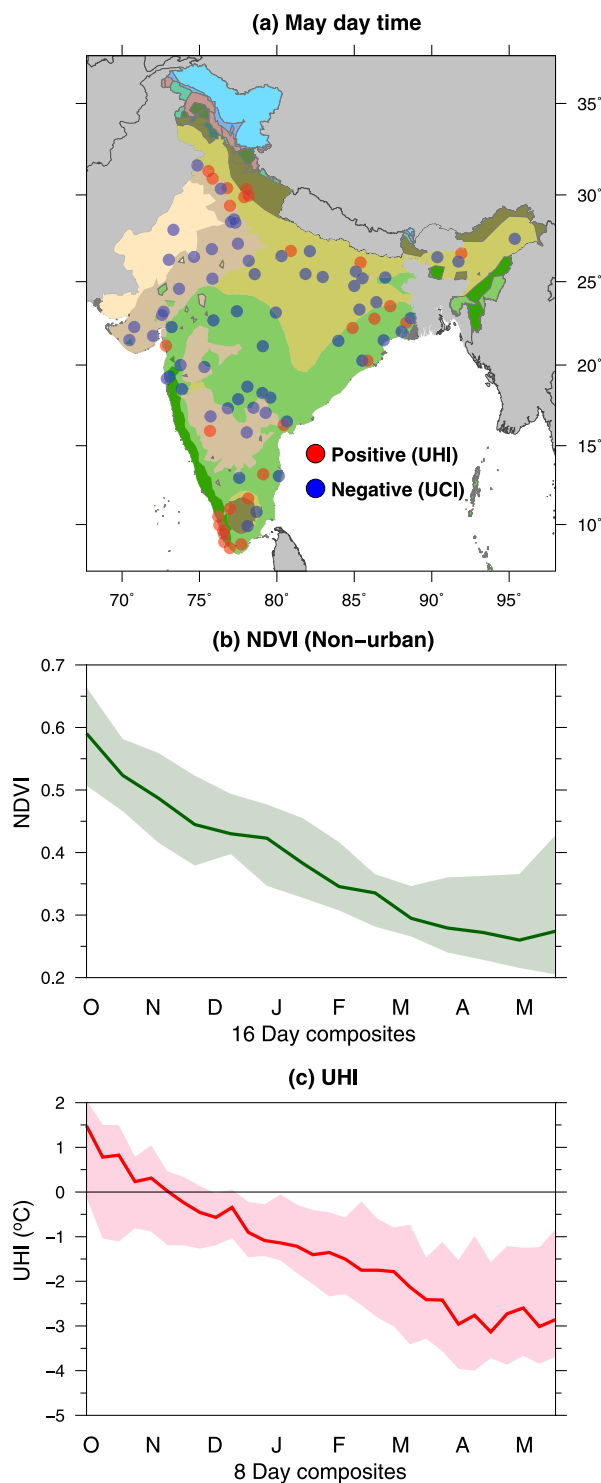 (a) May day time
35˚
30˚
25˚
20˚
15˚
10˚
Positive (UHI)
Negative (UCI)
70˚ 75˚ 80˚ 85˚ 90˚ 95˚
(b) NDVI (Non−urban)
0.7
0.6
0.5
0.4
0.3
0.2
NDVI
O N D J F M A M
16 Day composites
(c) UHI
2
1
0
−1
−2
−3
−4
−5
UHI (ºC)
O N D J F M A M
8 Day composites